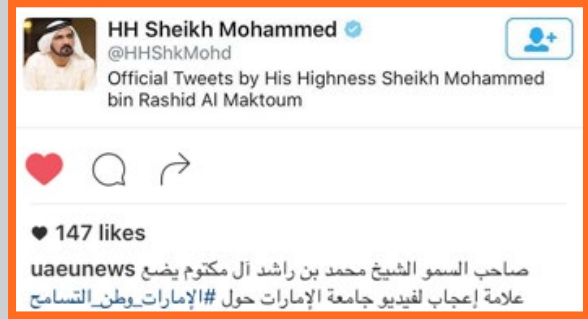 HH Sheikh Mohammed
@HHShkMohd
Official Tweets by His Highness Sheikh Mohammed
bin Rashid Al Maktoum
147 likes
uaeunews صاحب السمو الشيخ محمد بن راشد آل مكتوم يضع
علامة إعجاب لفيديو جامعة الإمارات حول #الإمارات_وطن_التسامح